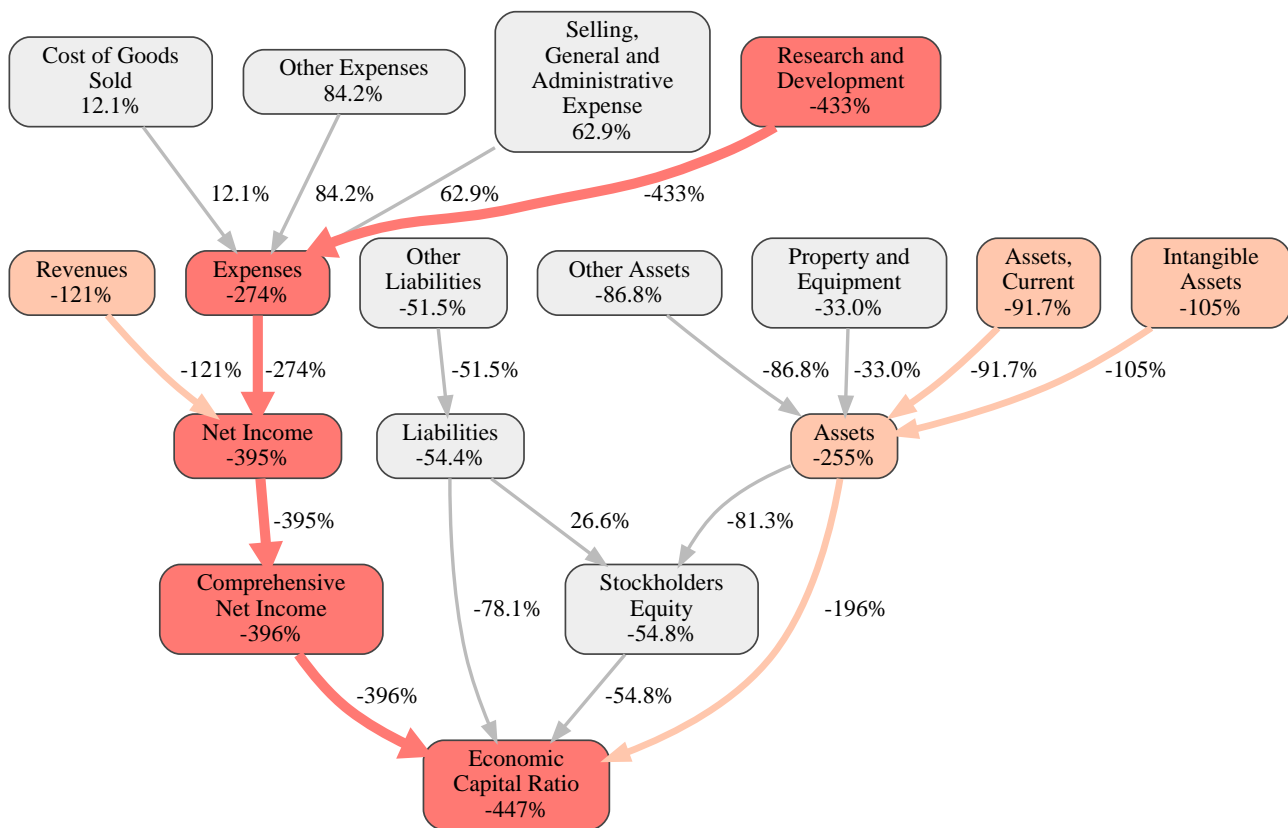 Cost of Goods
Sold
12.1%
Other Expenses
84.2%
Selling,
General and
Administrative
Expense
62.9%
Research and
Development
-433%
12.1%
84.2%
62.9%
-433%
Revenues
-121%
Expenses
-274%
Other
Liabilities
-51.5%
Other Assets
-86.8%
Property and
Equipment
-33.0%
Assets,
Current
-91.7%
Intangible
Assets
-105%
-121%
-274%
-51.5%
-86.8%
-33.0%
-91.7%
-105%
Net Income
-395%
Liabilities
-54.4%
Assets
-255%
-395%
26.6%
-81.3%
Comprehensive
Net Income
-396%
-78.1%
Stockholders
Equity
-54.8%
-196%
-396%
-54.8%
Economic
Capital Ratio
-447%